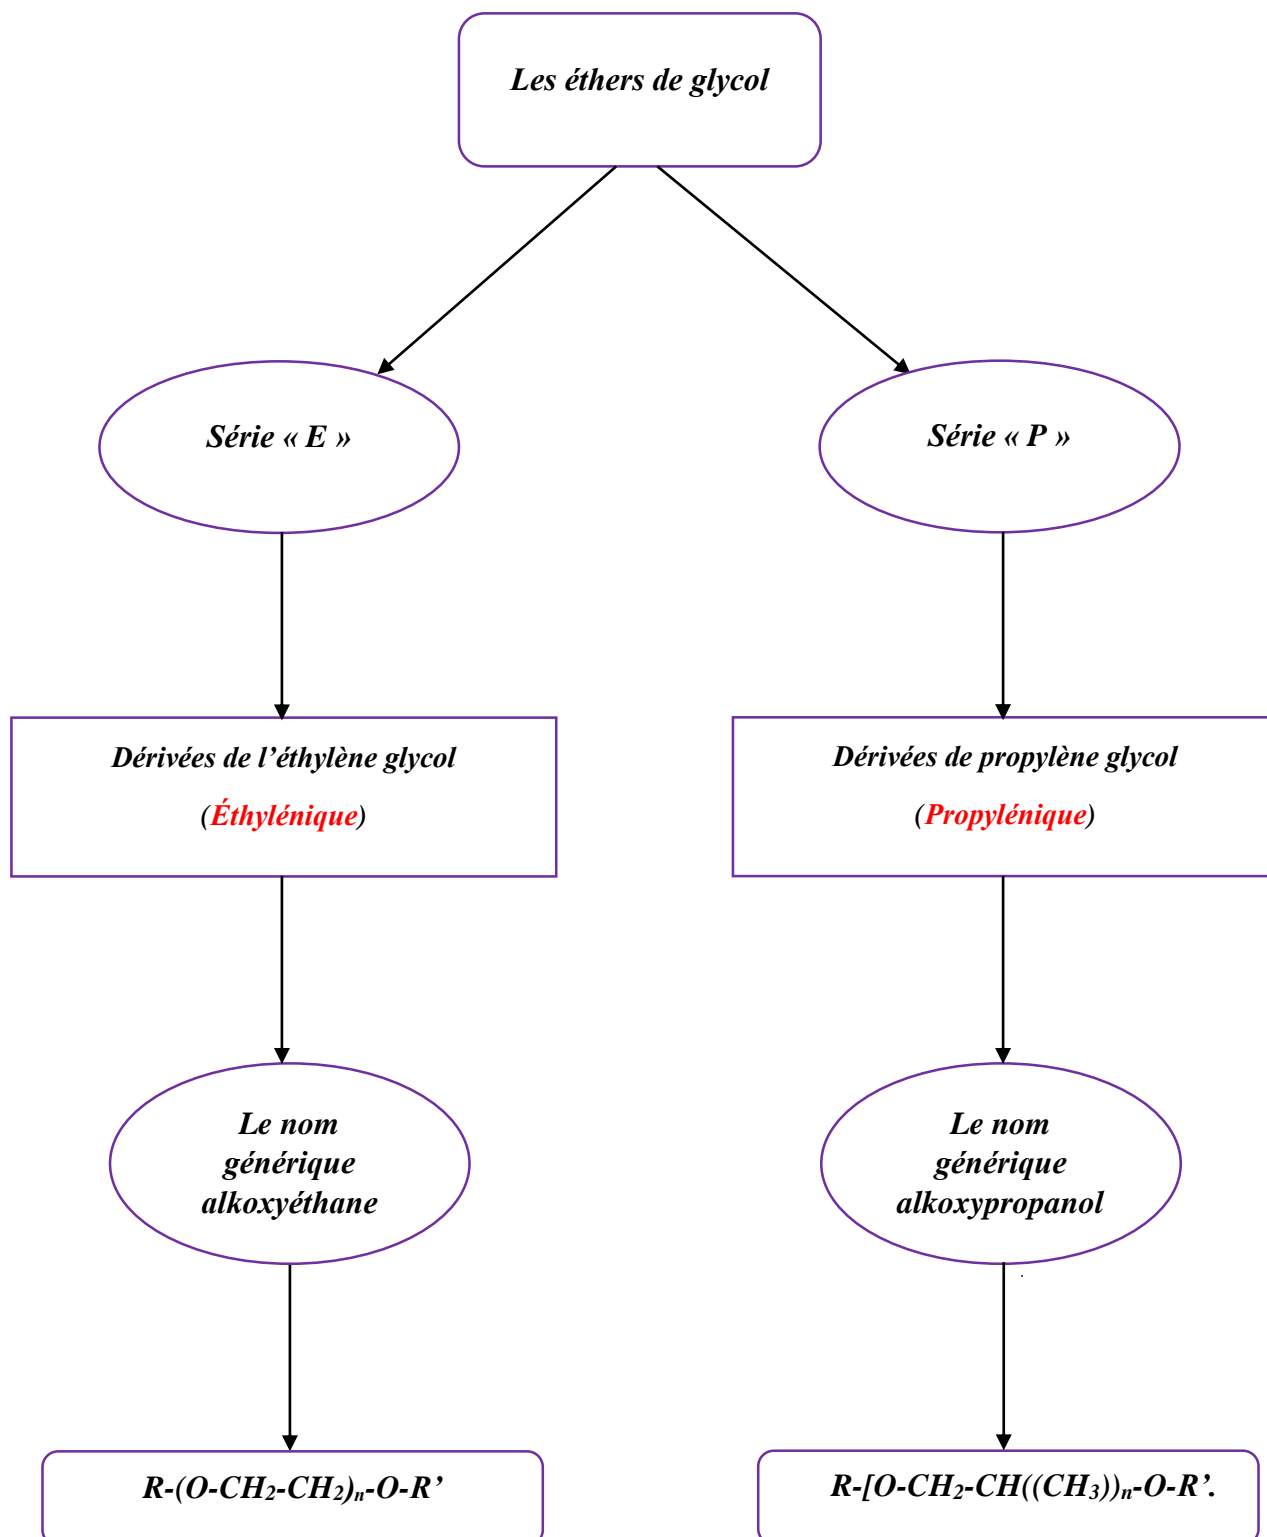 Les éthers de glycol
Série « E »
Série « P »
Dérivées de l’éthylène glycol
(Éthylénique)
Dérivées de propylène glycol
(Propylénique)
Le nom
générique
alkoxyéthane
Le nom
générique
alkoxypropanol
R-(O-CH₂-CH₂)ₙ-O-R’
R-[O-CH₂-CH((CH₃))ₙ-O-R’.